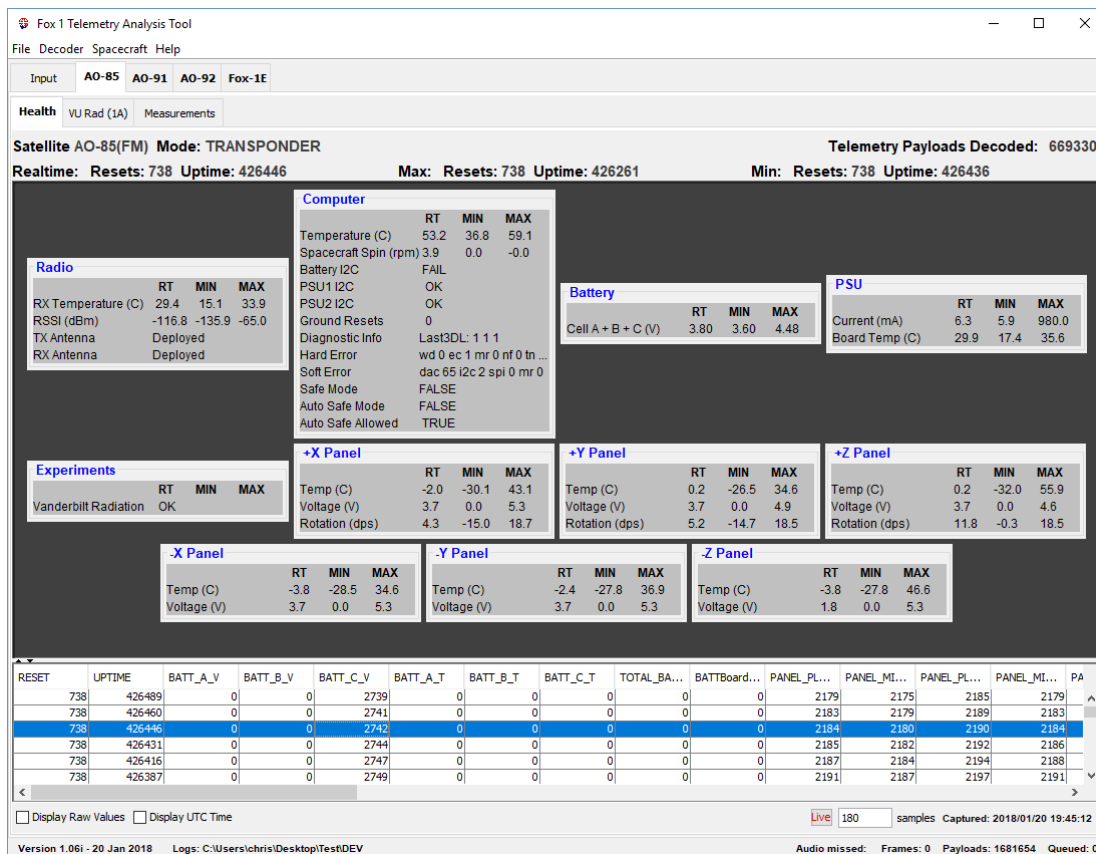 Fox 1 Telemetry Analysis Tool
File Decoder Spacecraft Help
Input AO-85 AO-91 AO-92 Fox-1E
Health VU Rad (1A) Measurements
Satellite AO-85(FM) Mode: TRANSPONDER Telemetry Payloads Decoded: 669330
Realtime: Resets: 738 Uptime: 426446 Max: Resets: 738 Uptime: 426261 Min: Resets: 738 Uptime: 426436
Radio
RT MIN MAX
RX Temperature (C) 29.4 15.1 33.9
RSSI (dBm) -116.8 -135.9 -65.0
TX Antenna Deployed
RX Antenna Deployed
Computer
RT MIN MAX
Temperature (C) 53.2 36.8 59.1
Spacecraft Spin (rpm) 3.9 0.0 -0.0
Battery I2C FAIL
PSU1 I2C OK
PSU2 I2C OK
Ground Resets 0
Diagnostic Info Last3DL: 1 1 1
Hard Error wd 0 ec 1 mr 0 nf 0 tn ...
Soft Error dac 65 i2c 2 spi 0 mr 0
Safe Mode FALSE
Auto Safe Mode FALSE
Auto Safe Allowed TRUE
Battery
RT MIN MAX
Cell A + B + C (V) 3.80 3.60 4.48
PSU
RT MIN MAX
Current (mA) 6.3 5.9 980.0
Board Temp (C) 29.9 17.4 35.6
Experiments
RT MIN MAX
Vanderbilt Radiation OK
+X Panel
RT MIN MAX
Temp (C) -2.0 -30.1 43.1
Voltage (V) 3.7 0.0 5.3
Rotation (dps) 4.3 -15.0 18.7
+Y Panel
RT MIN MAX
Temp (C) 0.2 -26.5 34.6
Voltage (V) 3.7 0.0 4.9
Rotation (dps) 5.2 -14.7 18.5
+Z Panel
RT MIN MAX
Temp (C) 0.2 -32.0 55.9
Voltage (V) 3.7 0.0 4.6
Rotation (dps) 11.8 -0.3 18.5
-X Panel
RT MIN MAX
Temp (C) -3.8 -28.5 34.6
Voltage (V) 3.7 0.0 5.3
-Y Panel
RT MIN MAX
Temp (C) -2.4 -27.8 36.9
Voltage (V) 3.7 0.0 5.3
-Z Panel
RT MIN MAX
Temp (C) -3.8 -27.8 46.6
Voltage (V) 1.8 0.0 5.3
RESET UPTIME BATT_A_V BATT_B_V BATT_C_V BATT_A_T BATT_B_T BATT_C_T TOTAL_BA... BATTBoard... PANEL_PL... PANEL_MI... PANEL_PL... PANEL_MI... PA
738 426489 0 0 2739 0 0 0 0 0 2179 2175 2185 2179
738 426460 0 0 2741 0 0 0 0 0 2183 2179 2189 2183
738 426446 0 0 2742 0 0 0 0 0 2184 2180 2190 2184
738 426431 0 0 2744 0 0 0 0 0 2185 2182 2192 2186
738 426416 0 0 2747 0 0 0 0 0 2187 2184 2194 2188
738 426387 0 0 2749 0 0 0 0 0 2191 2187 2197 2191
Display Raw Values Display UTC Time Live 180 samples Captured: 2018/01/20 19:45:12
Version 1.06i - 20 Jan 2018 Logs: C:\Users\chris\Desktop\Test\DEV Audio missed: Frames: 0 Payloads: 1681654 Queued: 0